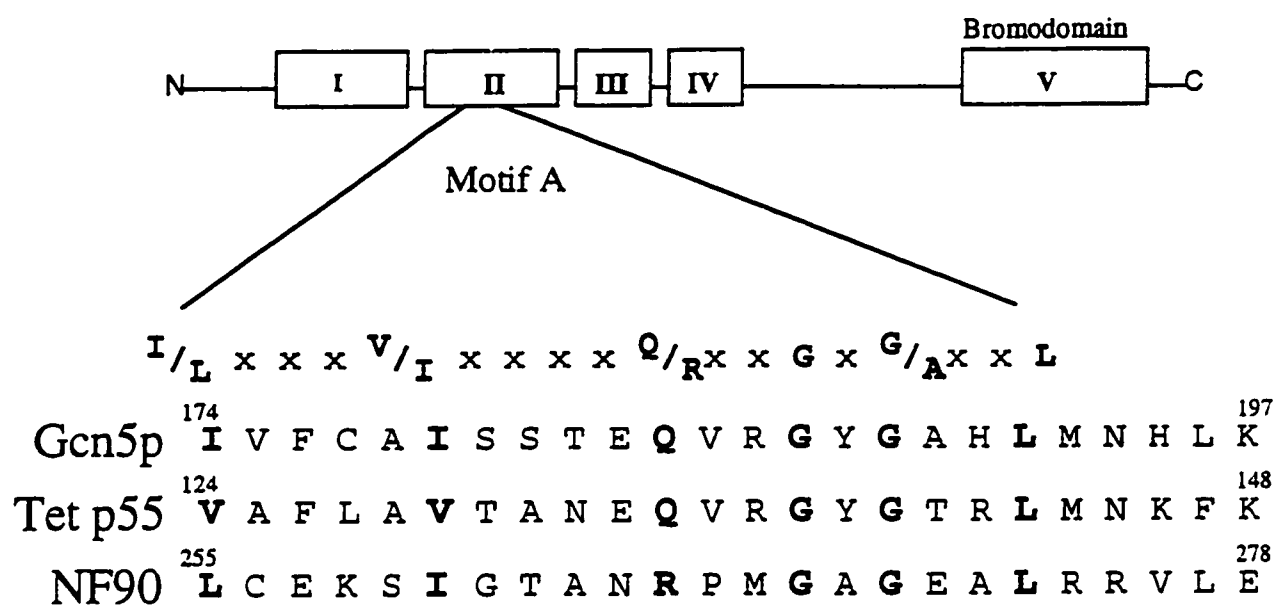 Bromodomain
N I II III IV V C
Motif A
I/L x x x V/I x x x x Q/R x x G x G/A x x L
174 197
Gcn5p I V F C A I S S T E Q V R G Y G A H L M N H L K
124 148
Tet p55 V A F L A V T A N E Q V R G Y G T R L M N K F K
255 278
NF90 L C E K S I G T A N R P M G A G E A L R R V L E